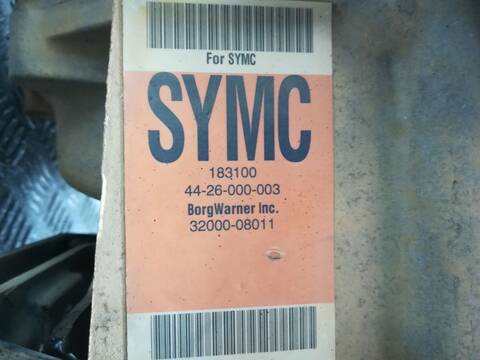 For SYMC
SYMC
183100
44-26-000-003
BorgWarner Inc.
32000-08011